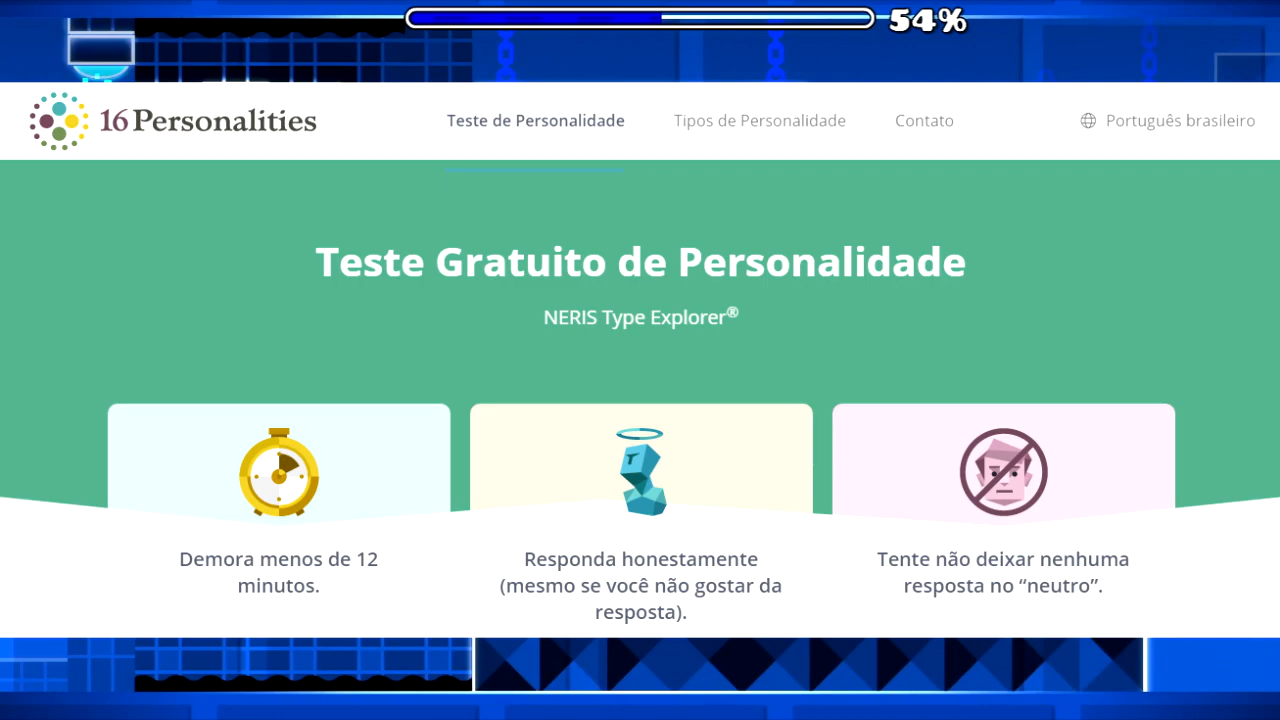 54%
16Personalities
Teste de Personalidade
Tipos de Personalidade
Contato
Português brasileiro
Teste Gratuito de Personalidade
NERIS Type Explorer®
Demora menos de 12
minutos.
Responda honestamente
(mesmo se você não gostar da
resposta).
Tente não deixar nenhuma
resposta no “neutro”.